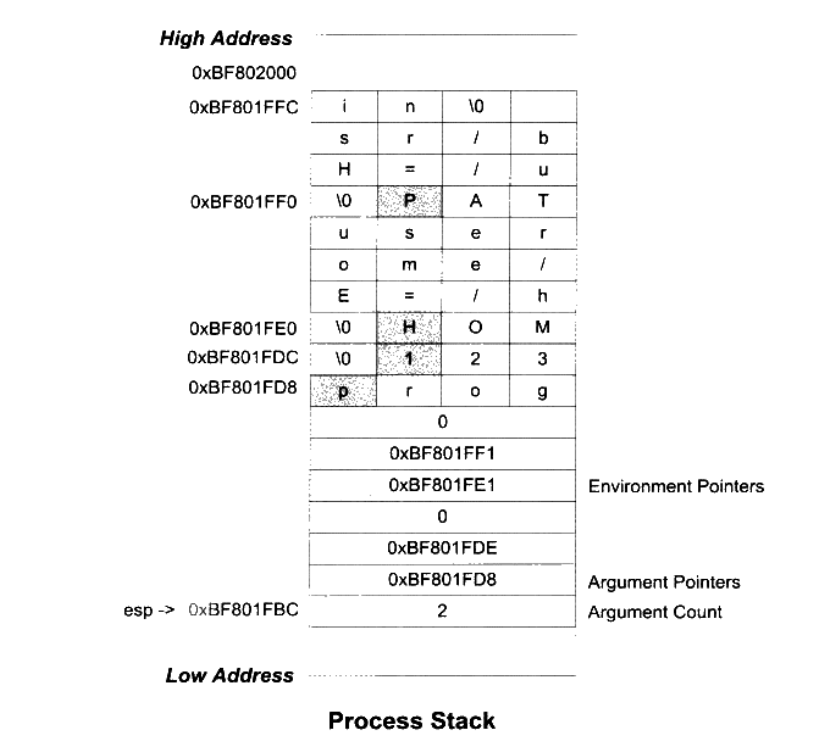 High Address
0xBF802000
0xBF801FFC i n \0
s r / b
H = / u
0xBF801FF0 \0 P A T
u s e r
o m e /
E = / h
0xBF801FE0 \0 H O M
0xBF801FDC \0 1 2 3
0xBF801FD8 p r o g
0
0xBF801FF1
0xBF801FE1 Environment Pointers
0
0xBF801FDE
0xBF801FD8 Argument Pointers
esp -> 0xBF801FBC 2 Argument Count
Low Address
Process Stack